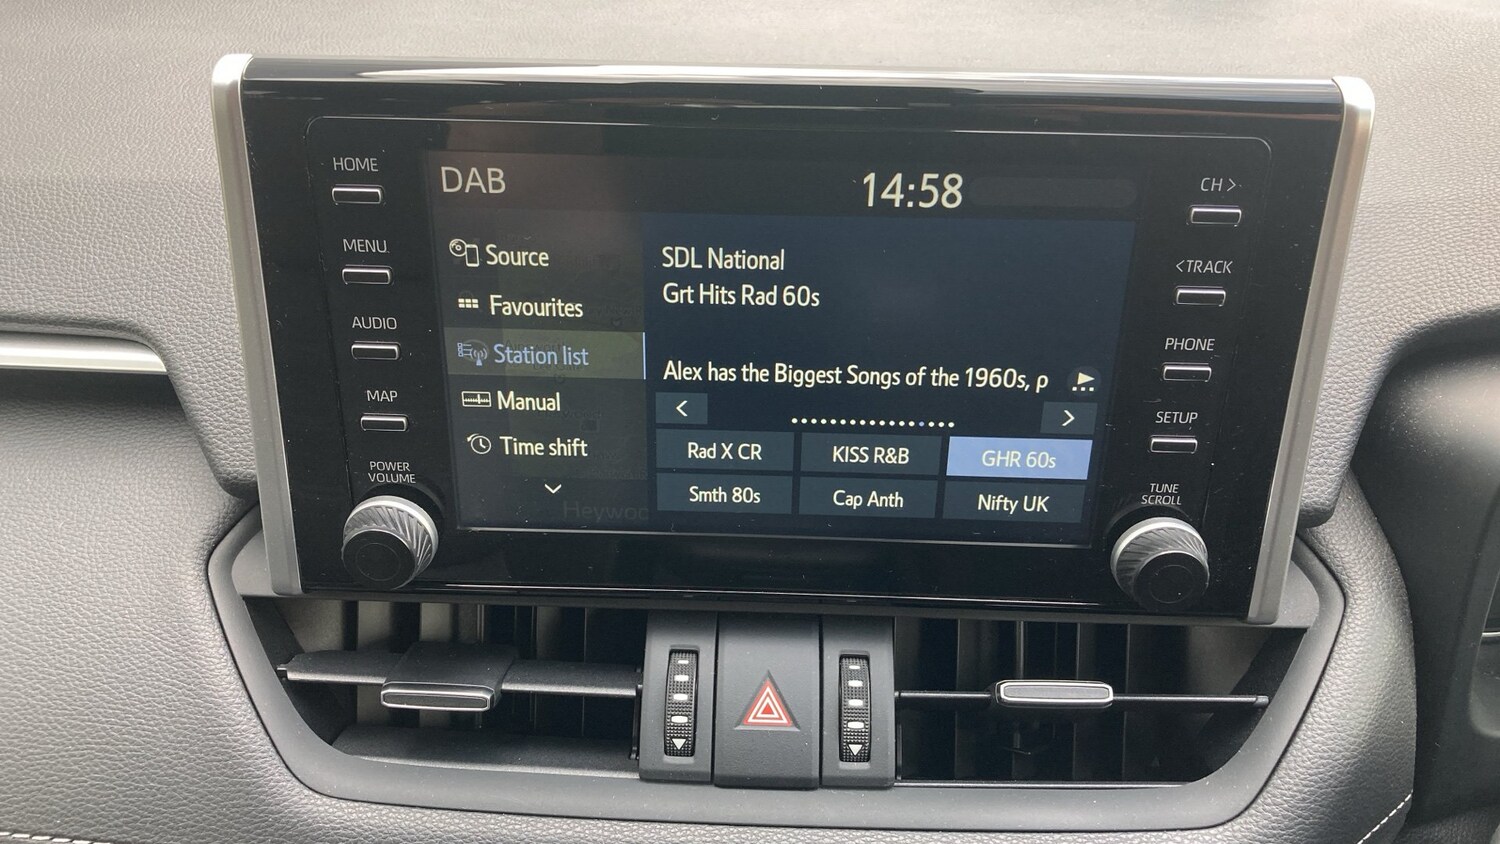 HOME
MENU
AUDIO
MAP
POWER
VOLUME
DAB
14:58
Source
Favourites
Station list
Manual
Time shift
SDL National
Grt Hits Rad 60s
Alex has the Biggest Songs of the 1960s, p
<
>
Rad X CR
KISS R&B
GHR 60s
Smth 80s
Cap Anth
Nifty UK
CH >
< TRACK
PHONE
SETUP
TUNE
SCROLL